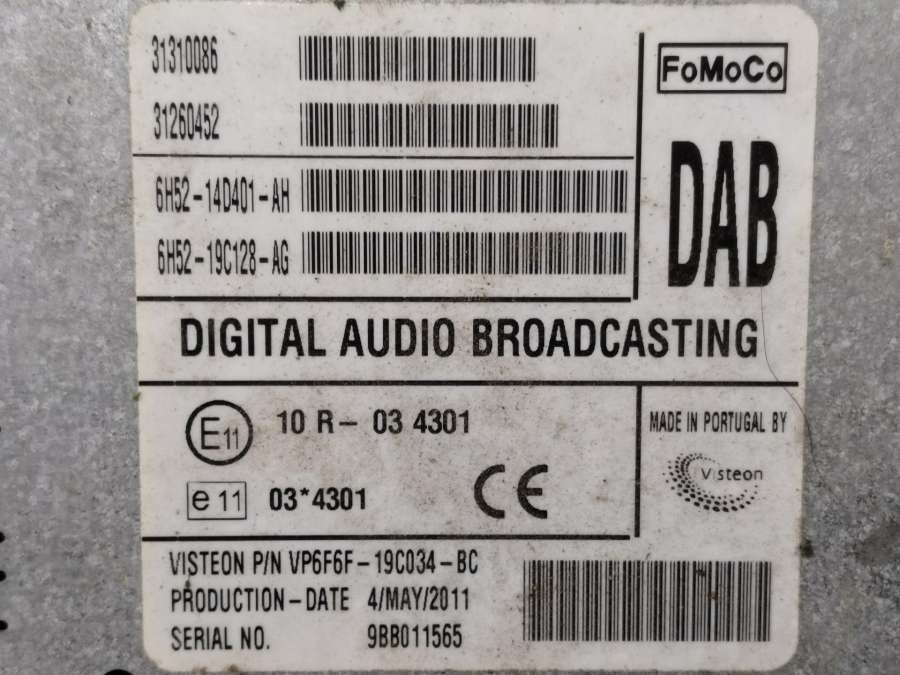 31310086
FoMoCo
31260452
DAB
6H52-14D401-AH
6H52-19C128-AG
DIGITAL AUDIO BROADCASTING
E11 10 R- 03 4301
MADE IN PORTUGAL BY
Visteon
e 11 03*4301 CE
VISTEON P/N VP6F6F-19C034-BC
PRODUCTION-DATE 4/MAY/2011
SERIAL NO. 9BB011565